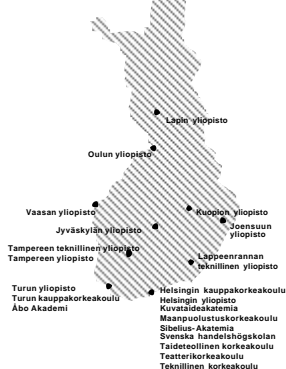 Lapin yliopisto
Oulun yliopisto
Vaasan yliopisto
Kuopion yliopisto
Joensuun
yliopisto
Jyväskylän yliopisto
Tampereen teknillinen yliopisto
Tampereen yliopisto
Lappeenrannan
teknillinen yliopisto
Turun yliopisto
Turun kauppakorkeakoulu
Åbo Akademi
Helsingin kauppakorkeakoulu
Helsingin yliopisto
Kuvataideakatemia
Maanpuolustuskorkeakoulu
Sibelius-Akatemia
Svenska handelshögskolan
Taideteollinen korkeakoulu
Teatterikorkeakoulu
Teknillinen korkeakoulu